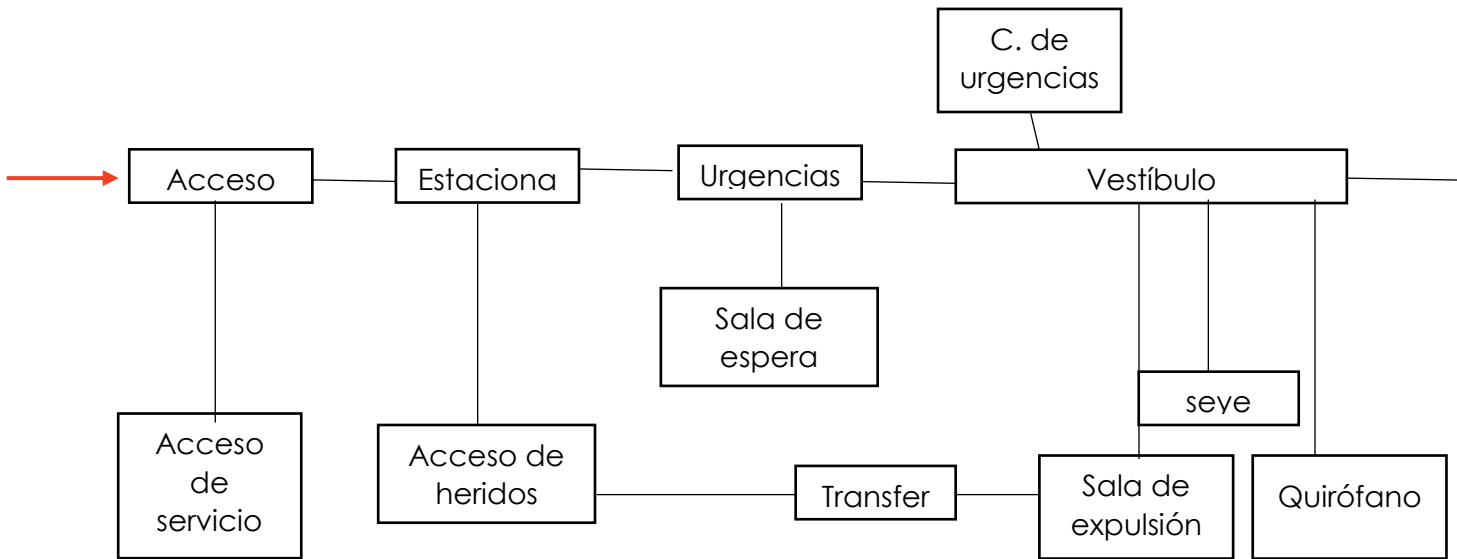 C. de
urgencias
Acceso
Estaciona
Urgencias
Vestíbulo
Sala de
espera
seye
Acceso
de
servicio
Acceso de
heridos
Transfer
Sala de
expulsión
Quirófano